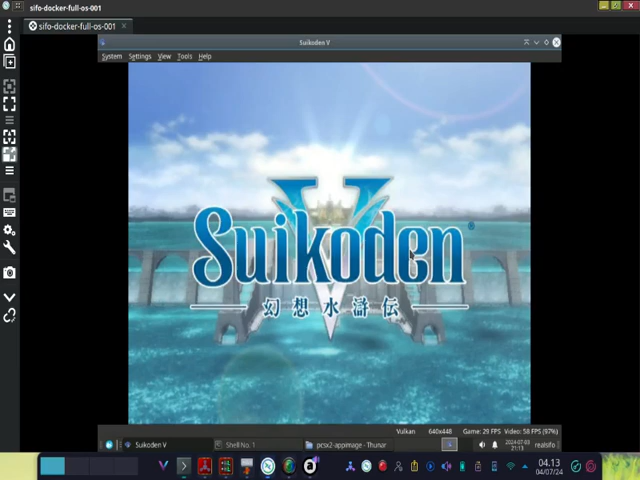 sifo-docker-full-os-001
sifo-docker-full-os-001
Suikoden V
System Settings View Tools Help
V
Suikoden®
幻想水滸伝
Vulkan 640x448 Game: 29 FPS Video: 58 FPS (97%)
Suikoden V
Shell No. 1
pcsx2-appimage - Thunar
2024-07-03
21:13
realsifo
04.13
04/07/24